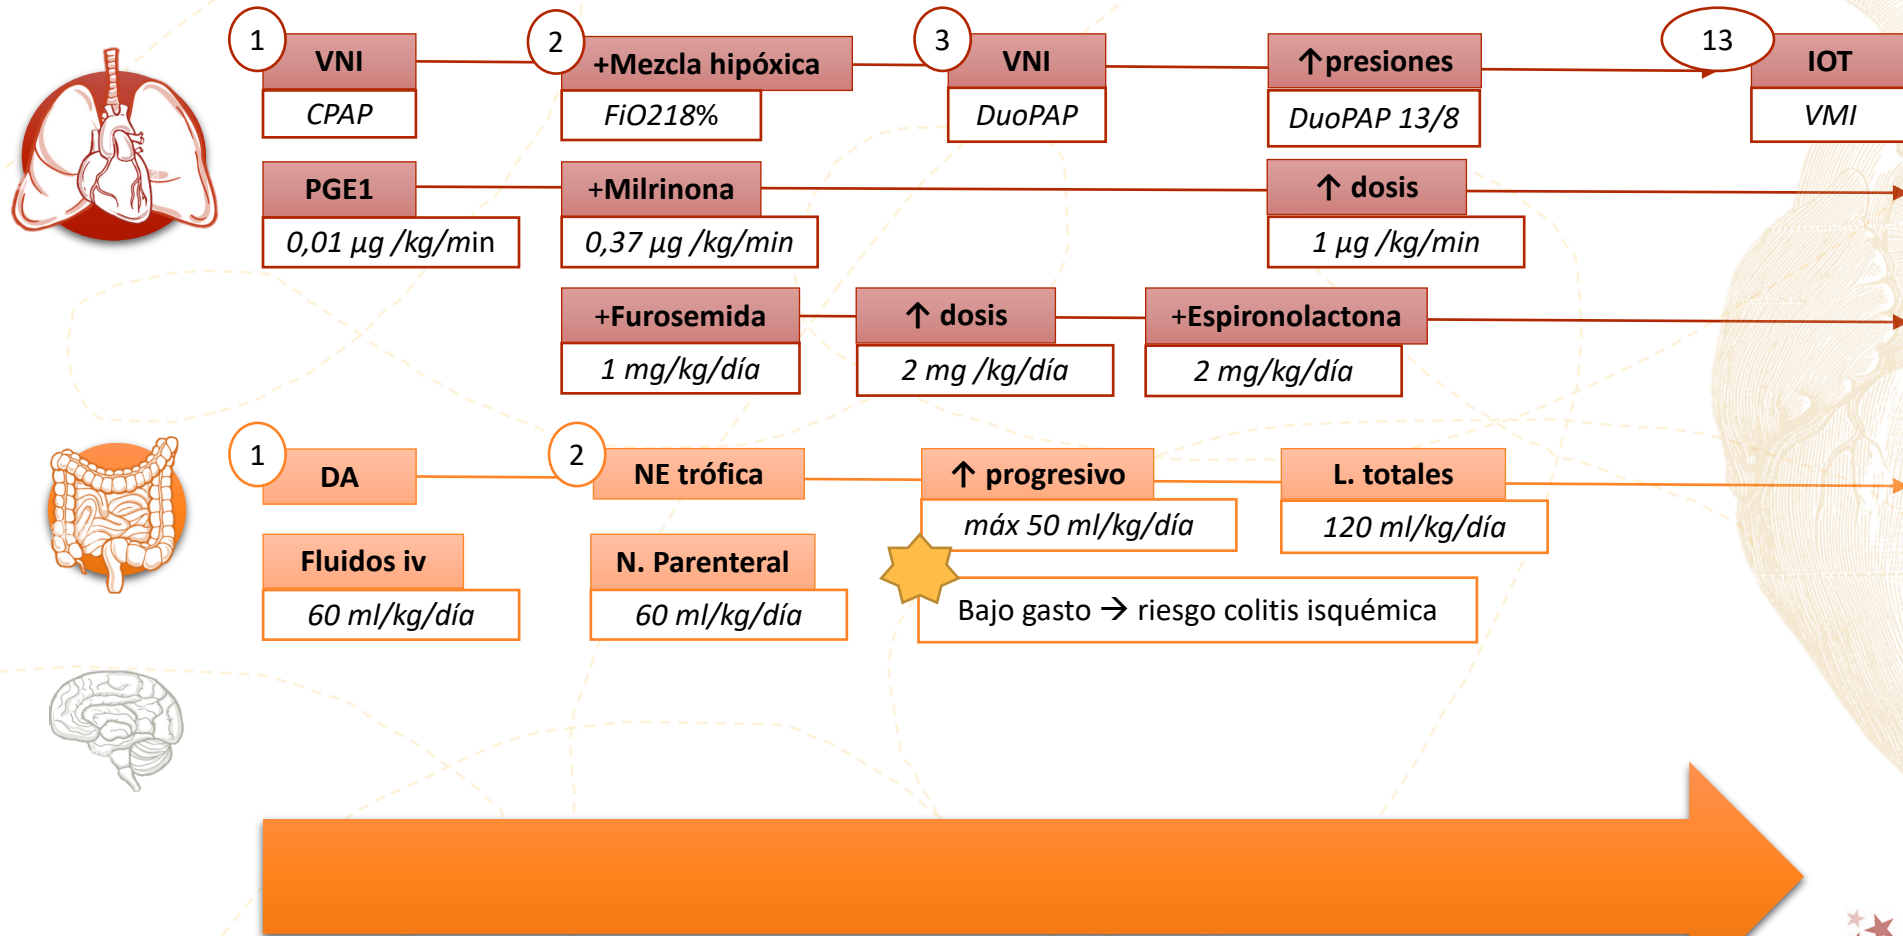 1
VNI
CPAP
2
+Mezcla hipóxica
FiO218%
3
VNI
DuoPAP
↑presiones
DuoPAP 13/8
13
IOT
VMI
PGE1
0,01 µg /kg/min
+Milrinona
0,37 µg /kg/min
↑ dosis
1 µg /kg/min
+Furosemida
1 mg/kg/día
↑ dosis
2 mg /kg/día
+Espironolactona
2 mg/kg/día
1
DA
2
NE trófica
↑ progresivo
máx 50 ml/kg/día
L. totales
120 ml/kg/día
Fluidos iv
60 ml/kg/día
N. Parenteral
60 ml/kg/día
Bajo gasto → riesgo colitis isquémica